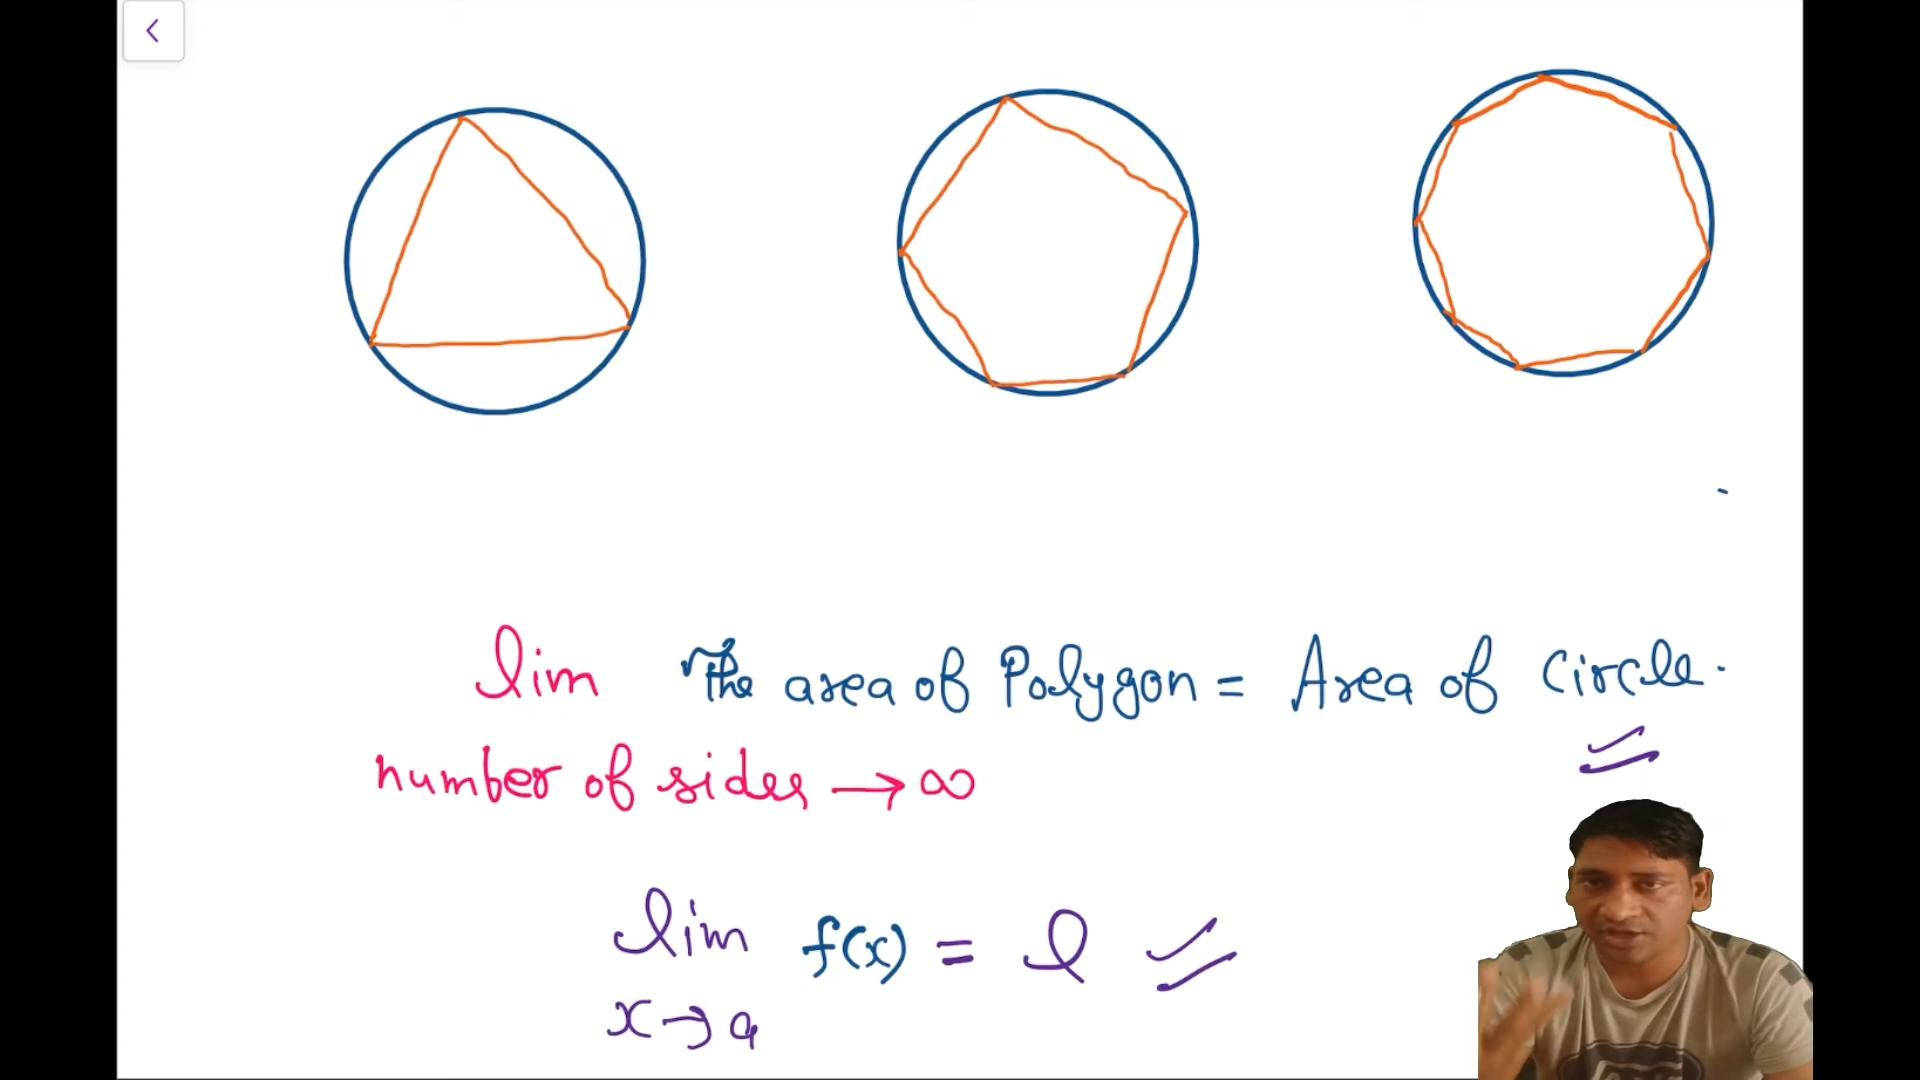 lim The area of Polygon = Area of circle.
number of sides → ∞
lim f(x) = l
x → a